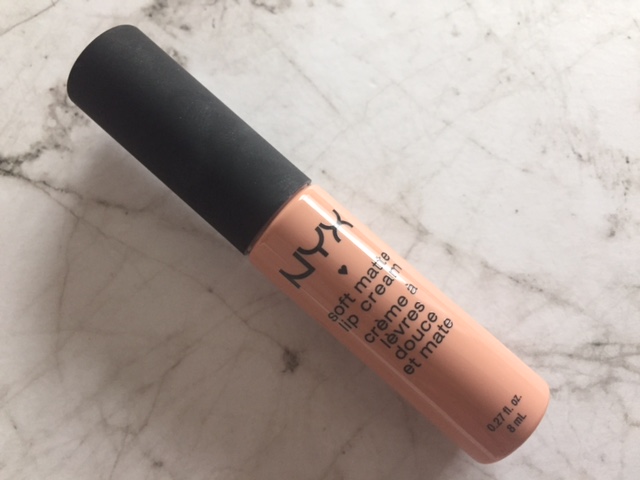 NYX
soft matte
lip cream
crème à
lèvres
douce
et mate
0.27 fl. oz.
8 mL